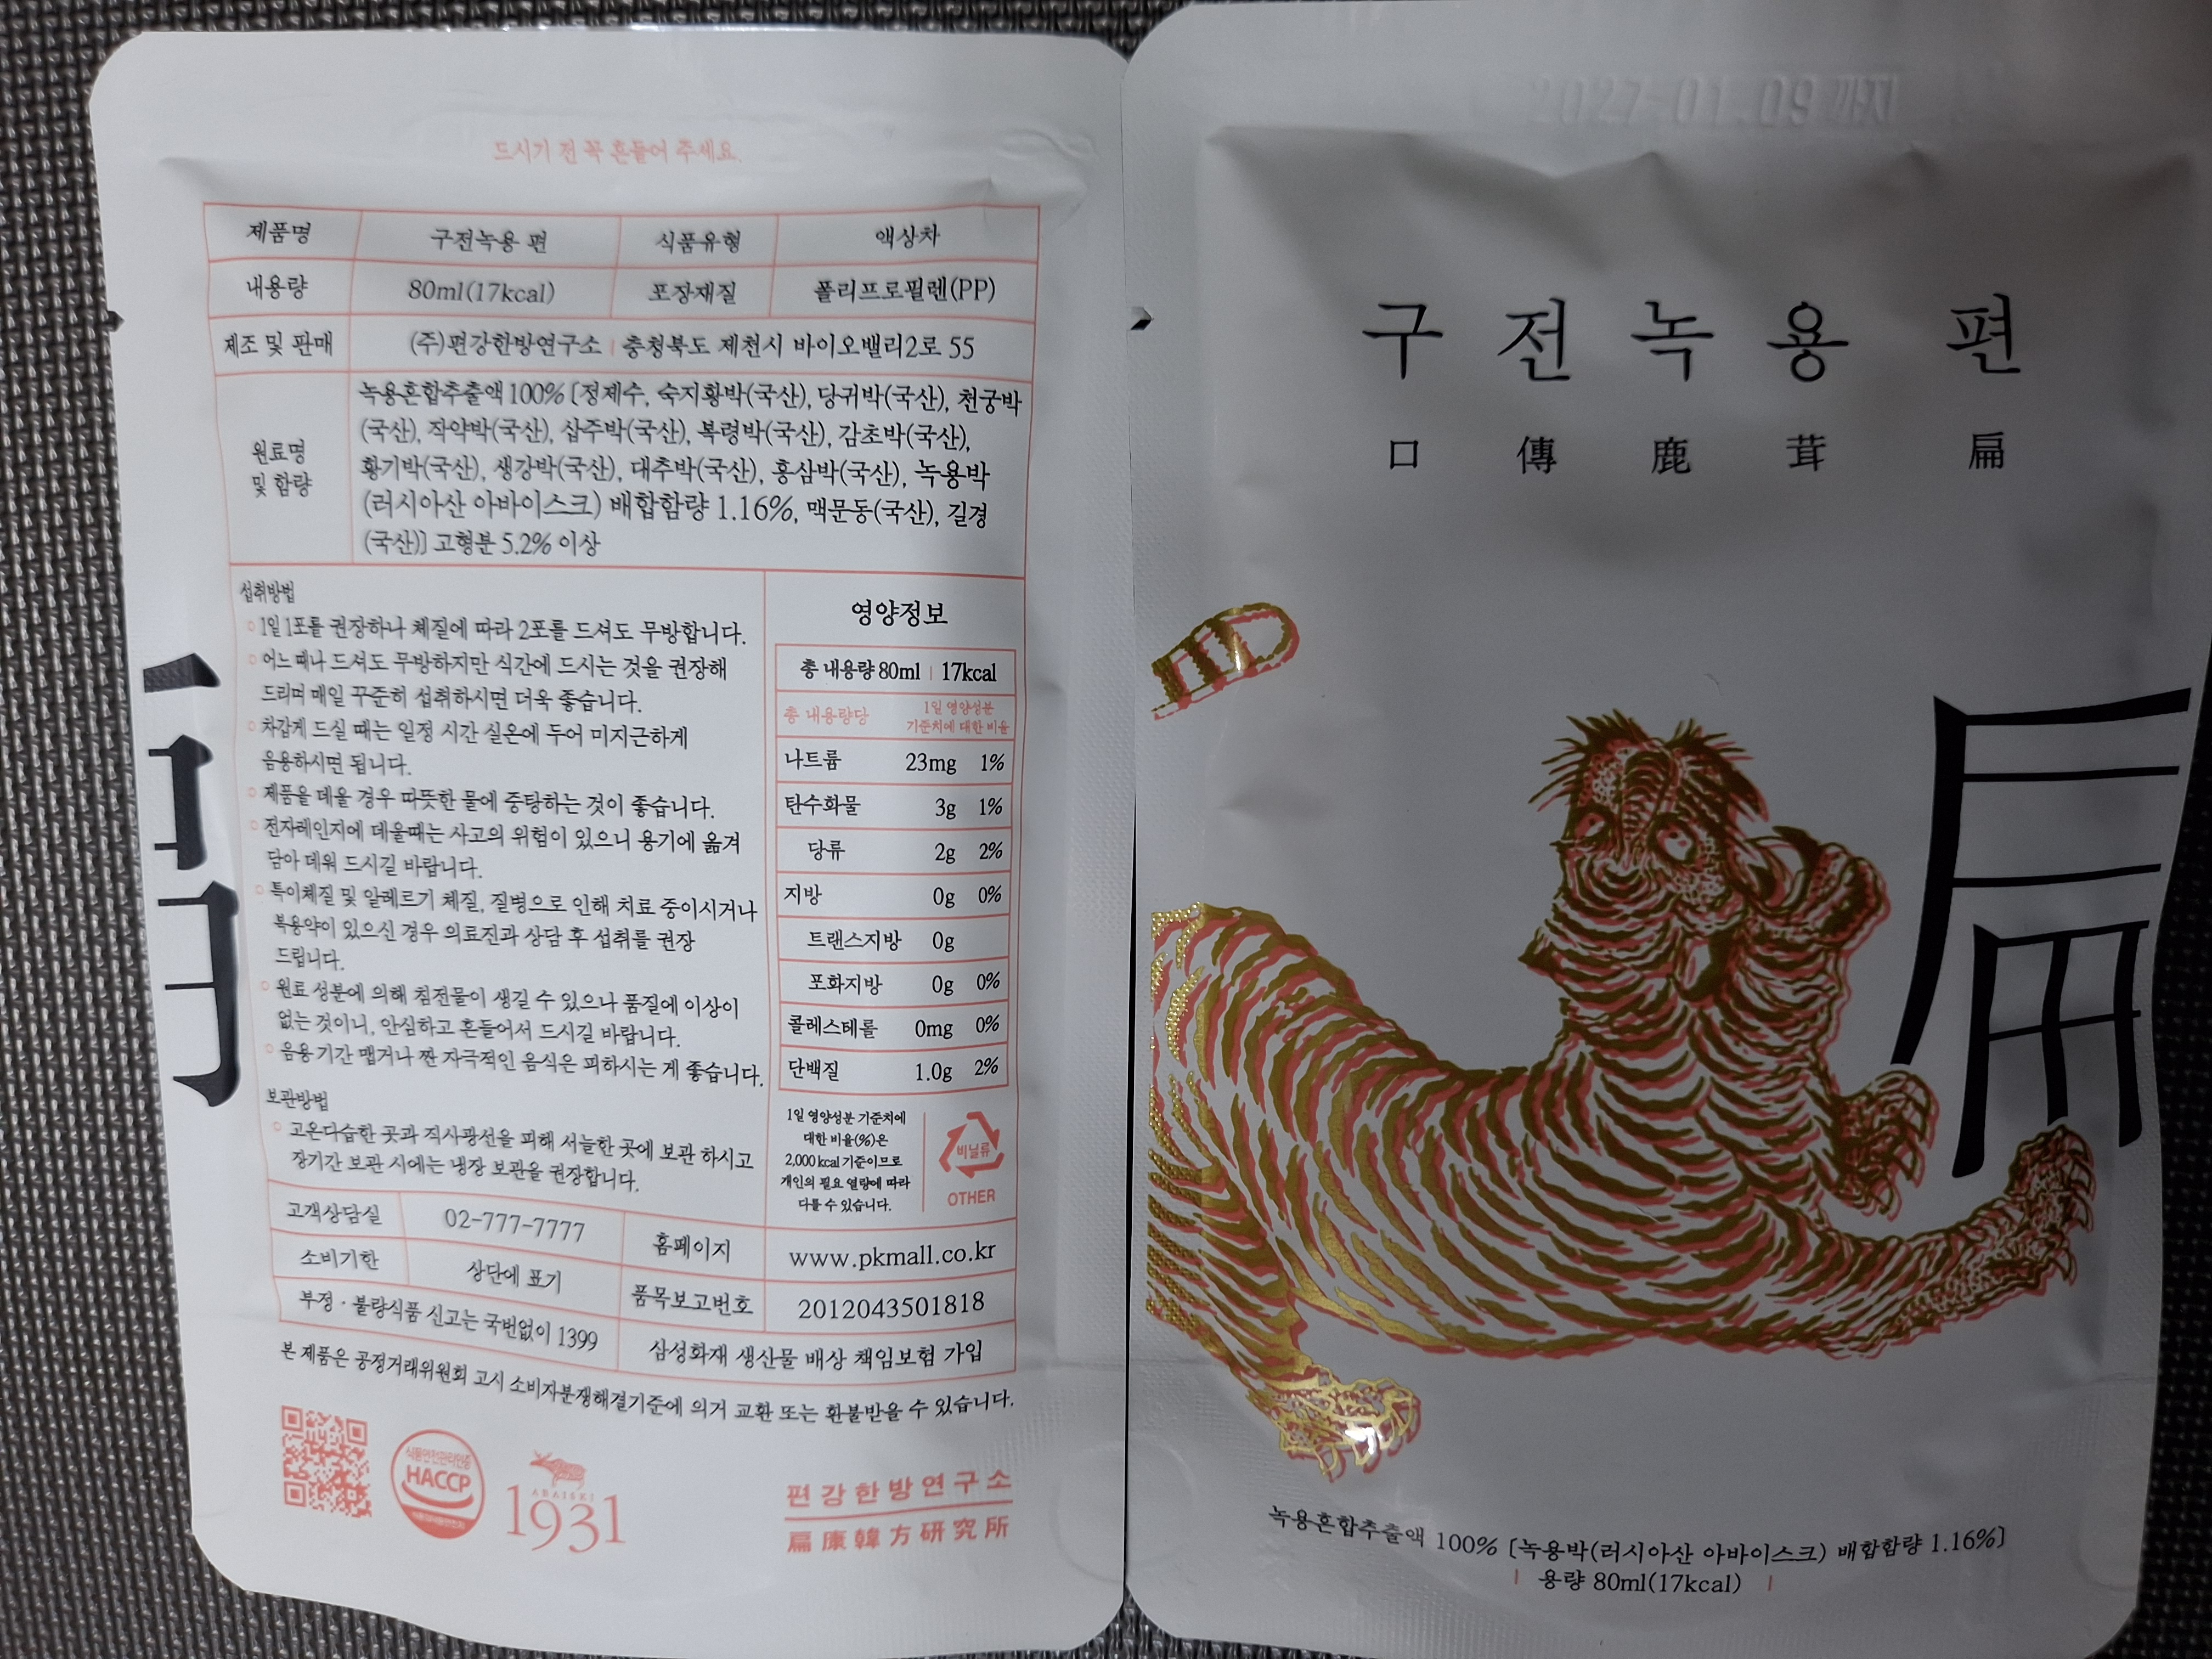 드시기 전 꼭 흔들어 주세요.
제품명 구전녹용 편 식품유형 액상차
내용량 80ml(17kcal) 포장재질 폴리프로필렌(PP)
제조 및 판매 (주)편강한방연구소 | 충청북도 제천시 바이오밸리2로 55
원료명
및 함량
녹용혼합추출액 100% [정제수, 숙지황박(국산), 당귀박(국산), 천궁박
(국산), 작약박(국산), 삽주박(국산), 복령박(국산), 감초박(국산),
황기박(국산), 생강박(국산), 대추박(국산), 홍삼박(국산), 녹용박
(러시아산 아바이스크) 배합함량 1.16%, 맥문동(국산), 길경
(국산)] 고형분 5.2% 이상
섭취방법
○ 1일 1포를 권장하나 체질에 따라 2포를 드셔도 무방합니다.
○ 어느 때나 드셔도 무방하지만 식간에 드시는 것을 권장해
드리며 매일 꾸준히 섭취하시면 더욱 좋습니다.
○ 차갑게 드실 때는 일정 시간 실온에 두어 미지근하게
음용하시면 됩니다.
○ 제품을 데울 경우 따뜻한 물에 중탕하는 것이 좋습니다.
○ 전자레인지에 데울때는 사고의 위험이 있으니 용기에 옮겨
담아 데워 드시길 바랍니다.
○ 특이체질 및 알레르기 체질, 질병으로 인해 치료 중이시거나
복용약이 있으신 경우 의료진과 상담 후 섭취를 권장
드립니다.
○ 원료 성분에 의해 침전물이 생길 수 있으나 품질에 이상이
없는 것이니, 안심하고 흔들어서 드시길 바랍니다.
○ 음용 기간 맵거나 짠 자극적인 음식은 피하시는 게 좋습니다.
보관방법
○ 고온다습한 곳과 직사광선을 피해 서늘한 곳에 보관 하시고
장기간 보관 시에는 냉장 보관을 권장합니다.
영양정보
총 내용량 80ml | 17kcal
총 내용량당 1일 영양성분
기준치에 대한 비율
나트륨 23mg 1%
탄수화물 3g 1%
당류 2g 2%
지방 0g 0%
트랜스지방 0g
포화지방 0g 0%
콜레스테롤 0mg 0%
단백질 1.0g 2%
1일 영양성분 기준치에
대한 비율(%)은
2,000 kcal 기준이므로
개인의 필요 열량에 따라
다를 수 있습니다.
비닐류
OTHER
고객상담실 02-777-7777 홈페이지 www.pkmall.co.kr
소비기한 상단에 표기 품목보고번호 2012043501818
부정 · 불량식품 신고는 국번없이 1399 삼성화재 생산물 배상 책임보험 가입
본 제품은 공정거래위원회 고시 소비자분쟁해결기준에 의거 교환 또는 환불받을 수 있습니다.
식품안전관리인증
HACCP
ABAISKI
1931
편강한방연구소
扁康韓方硏究所
2027.01.09 까지
구전녹용 편
口傳鹿茸 扁
扁
녹용혼합추출액 100% [녹용박(러시아산 아바이스크) 배합함량 1.16%]
| 용량 80ml(17kcal) |